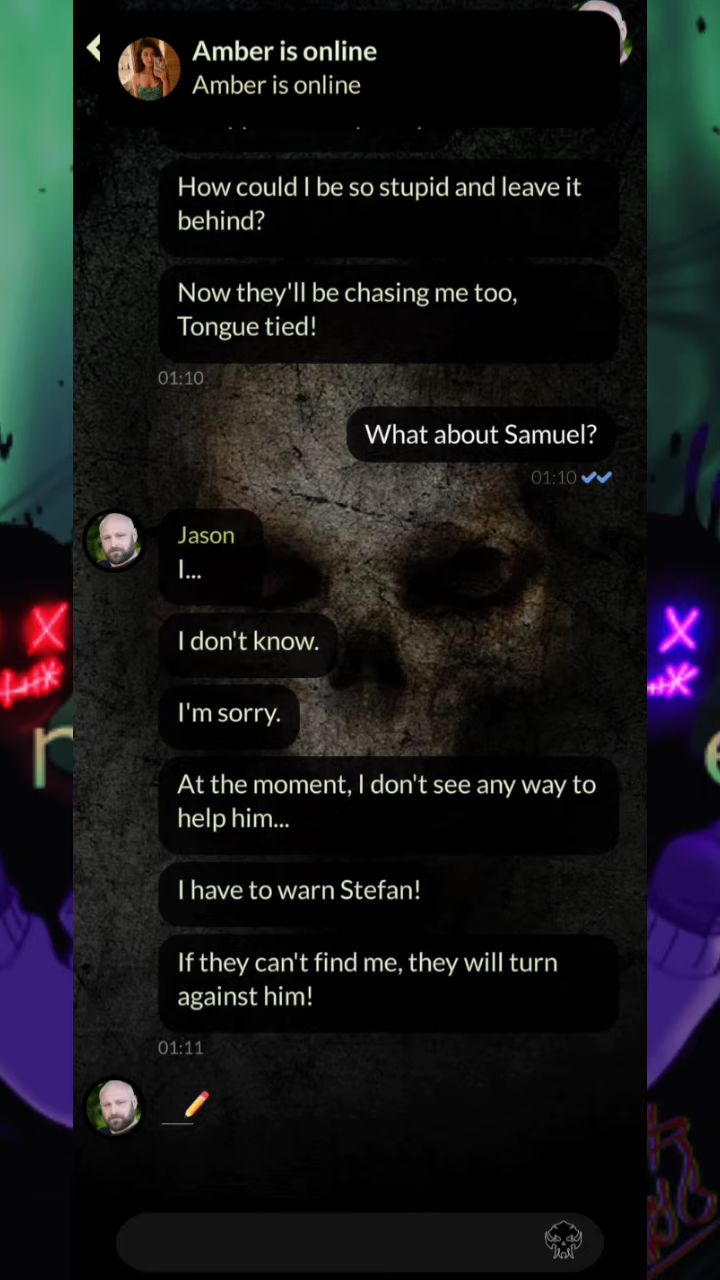 Amber is online
Amber is online
How could I be so stupid and leave it
behind?
Now they'll be chasing me too,
Tongue tied!
01:10
What about Samuel?
01:10
Jason
I...
I don't know.
I'm sorry.
At the moment, I don't see any way to
help him...
I have to warn Stefan!
If they can't find me, they will turn
against him!
01:11